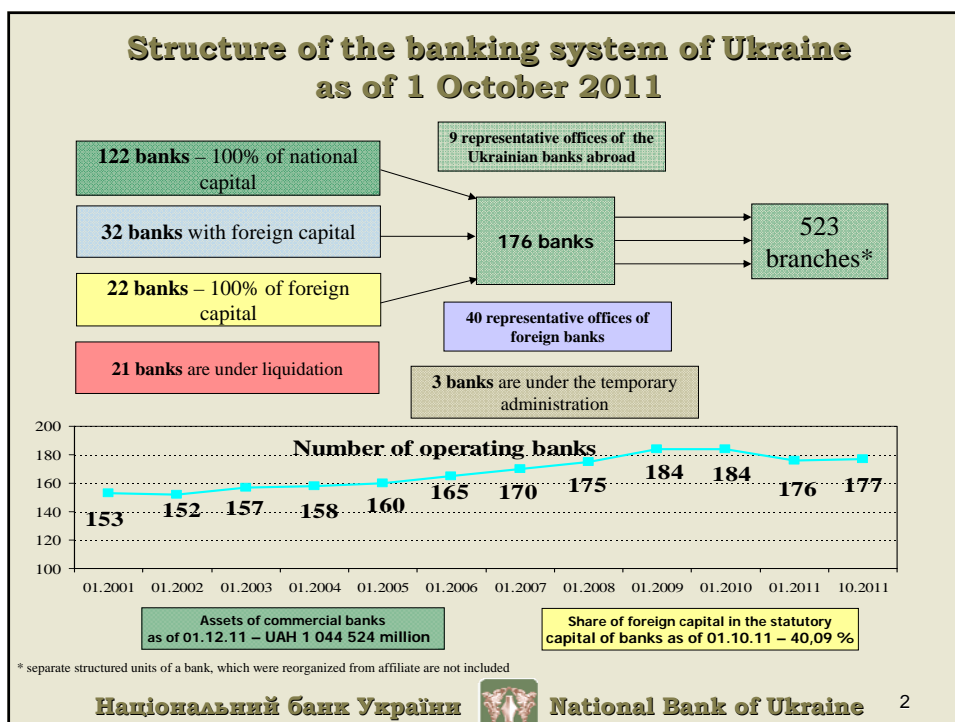 Structure of the banking system of Ukraine
as of 1 October 2011
9 representative offices of the
Ukrainian banks abroad
122 banks – 100% of national
capital
32 banks with foreign capital
176 banks
523
branches*
22 banks – 100% of foreign
capital
40 representative offices of
foreign banks
21 banks are under liquidation
3 banks are under the temporary
administration
Number of operating banks
200
180
160
140
120
100
153
152
157
158
160
165
170
175
184
184
176
177
01.2001
01.2002
01.2003
01.2004
01.2005
01.2006
01.2007
01.2008
01.2009
01.2010
01.2011
10.2011
Assets of commercial banks
as of 01.12.11 – UAH 1 044 524 million
Share of foreign capital in the statutory
capital of banks as of 01.10.11 – 40,09 %
* separate structured units of a bank, which were reorganized from affiliate are not included
Національний банк України
National Bank of Ukraine
2